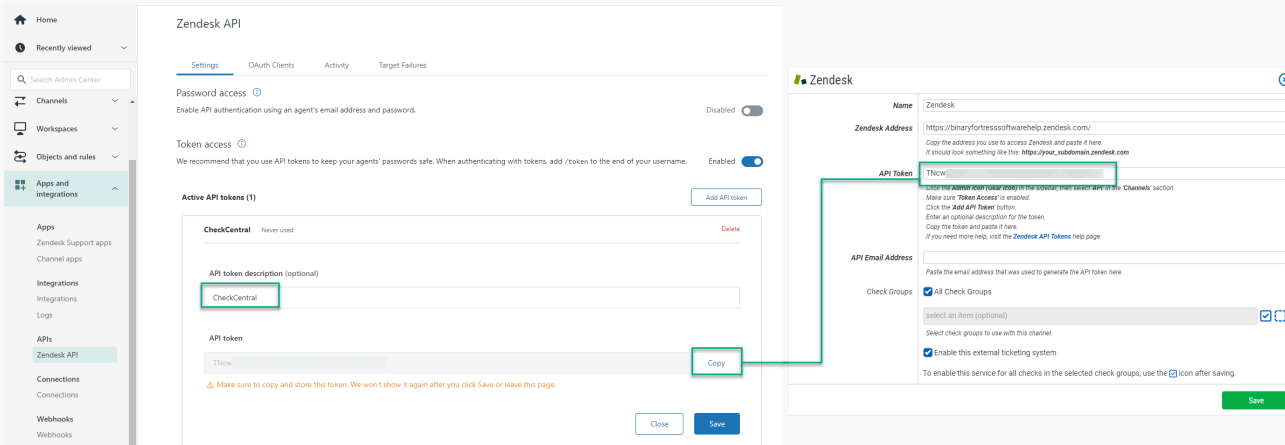 Home
Recently viewed
Search Admin Center
Channels
Workspaces
Objects and rules
Apps and
integrations
Apps
Zendesk Support apps
Channel apps
Integrations
Integrations
Logs
APIs
Zendesk API
Connections
Connections
Webhooks
Webhooks
Zendesk API
Settings
OAuth Clients
Activity
Target Failures
Password access
Enable API authentication using an agent's email address and password.
Disabled
Token access
We recommend that you use API tokens to keep your agents' passwords safe. When authenticating with tokens, add /token to the end of your username.
Enabled
Active API tokens (1)
Add API token
CheckCentral Never used
Delete
API token description (optional)
CheckCentral
API token
TNcw
Copy
Make sure to copy and store this token. We won't show it again after you click Save or leave this page.
Close
Save
Zendesk
Name
Zendesk
Zendesk Address
https://binaryfortresssoftwarehelp.zendesk.com/
Copy the address you use to access Zendesk and paste it here.
It should look something like this: https://your_subdomain.zendesk.com
API Token
TNcw
Click the 'Admin Icon (Gear Icon)' in the sidebar, then select 'API' in the 'Channels' section.
Make sure 'Token Access' is enabled.
Click the 'Add API Token' button.
Enter an optional description for the token.
Copy the token and paste it here.
If you need more help, visit the Zendesk API Tokens help page.
API Email Address
Paste the email address that was used to generate the API token here.
Check Groups
All Check Groups
select an item (optional)
Select check groups to use with this channel.
Enable this external ticketing system
To enable this service for all checks in the selected check groups, use the icon after saving.
Save